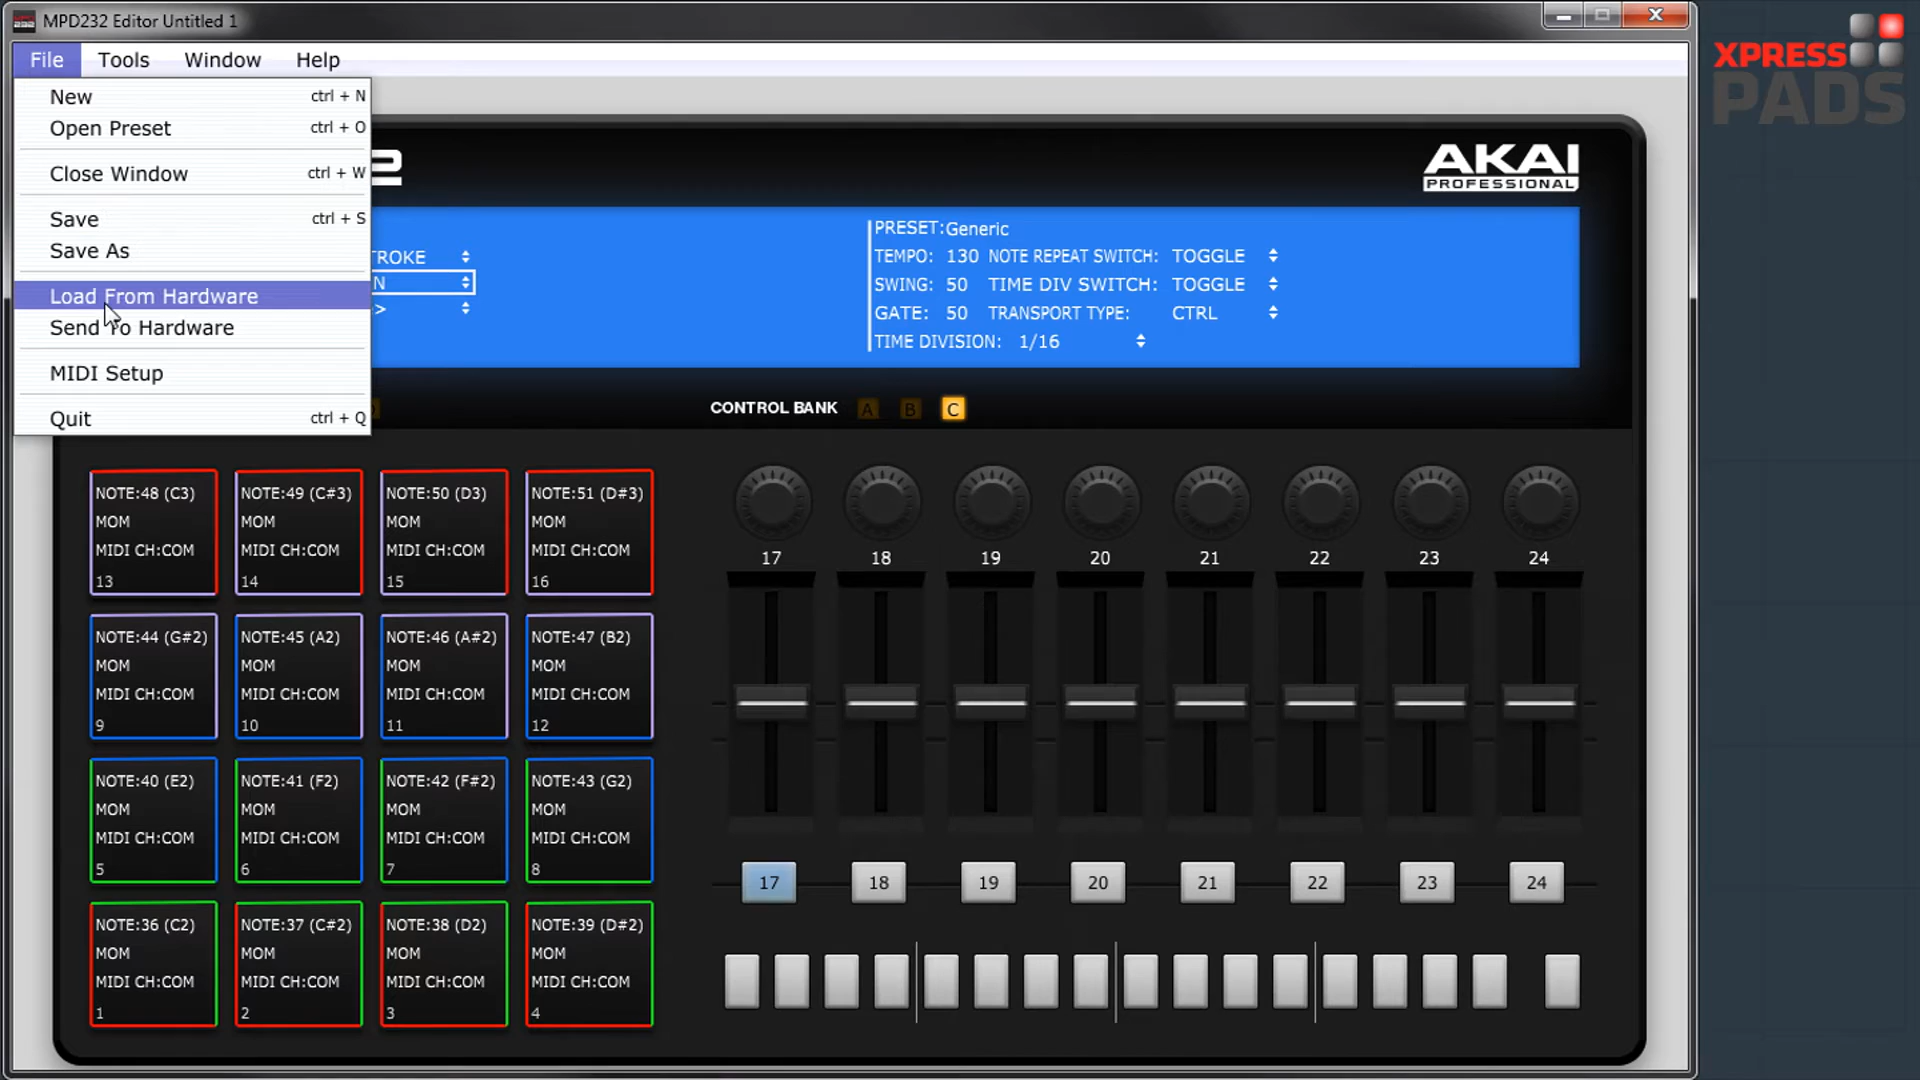 MPD232 Editor Untitled 1
XPRESS
PADS
File Tools Window Help
New ctrl + N
Open Preset ctrl + O
Close Window ctrl + W
Save ctrl + S
Save As
Load From Hardware
Send To Hardware
MIDI Setup
Quit ctrl + Q
2
AKAI
PROFESSIONAL
TROKE
N
>
PRESET:Generic
TEMPO: 130 NOTE REPEAT SWITCH: TOGGLE
SWING: 50 TIME DIV SWITCH: TOGGLE
GATE: 50 TRANSPORT TYPE: CTRL
TIME DIVISION: 1/16
CONTROL BANK A B C
NOTE:48 (C3) NOTE:49 (C#3) NOTE:50 (D3) NOTE:51 (D#3)
MOM MOM MOM MOM
MIDI CH:COM MIDI CH:COM MIDI CH:COM MIDI CH:COM
13 14 15 16
17 18 19 20 21 22 23 24
NOTE:44 (G#2) NOTE:45 (A2) NOTE:46 (A#2) NOTE:47 (B2)
MOM MOM MOM MOM
MIDI CH:COM MIDI CH:COM MIDI CH:COM MIDI CH:COM
9 10 11 12
NOTE:40 (E2) NOTE:41 (F2) NOTE:42 (F#2) NOTE:43 (G2)
MOM MOM MOM MOM
MIDI CH:COM MIDI CH:COM MIDI CH:COM MIDI CH:COM
5 6 7 8
17 18 19 20 21 22 23 24
NOTE:36 (C2) NOTE:37 (C#2) NOTE:38 (D2) NOTE:39 (D#2)
MOM MOM MOM MOM
MIDI CH:COM MIDI CH:COM MIDI CH:COM MIDI CH:COM
1 2 3 4